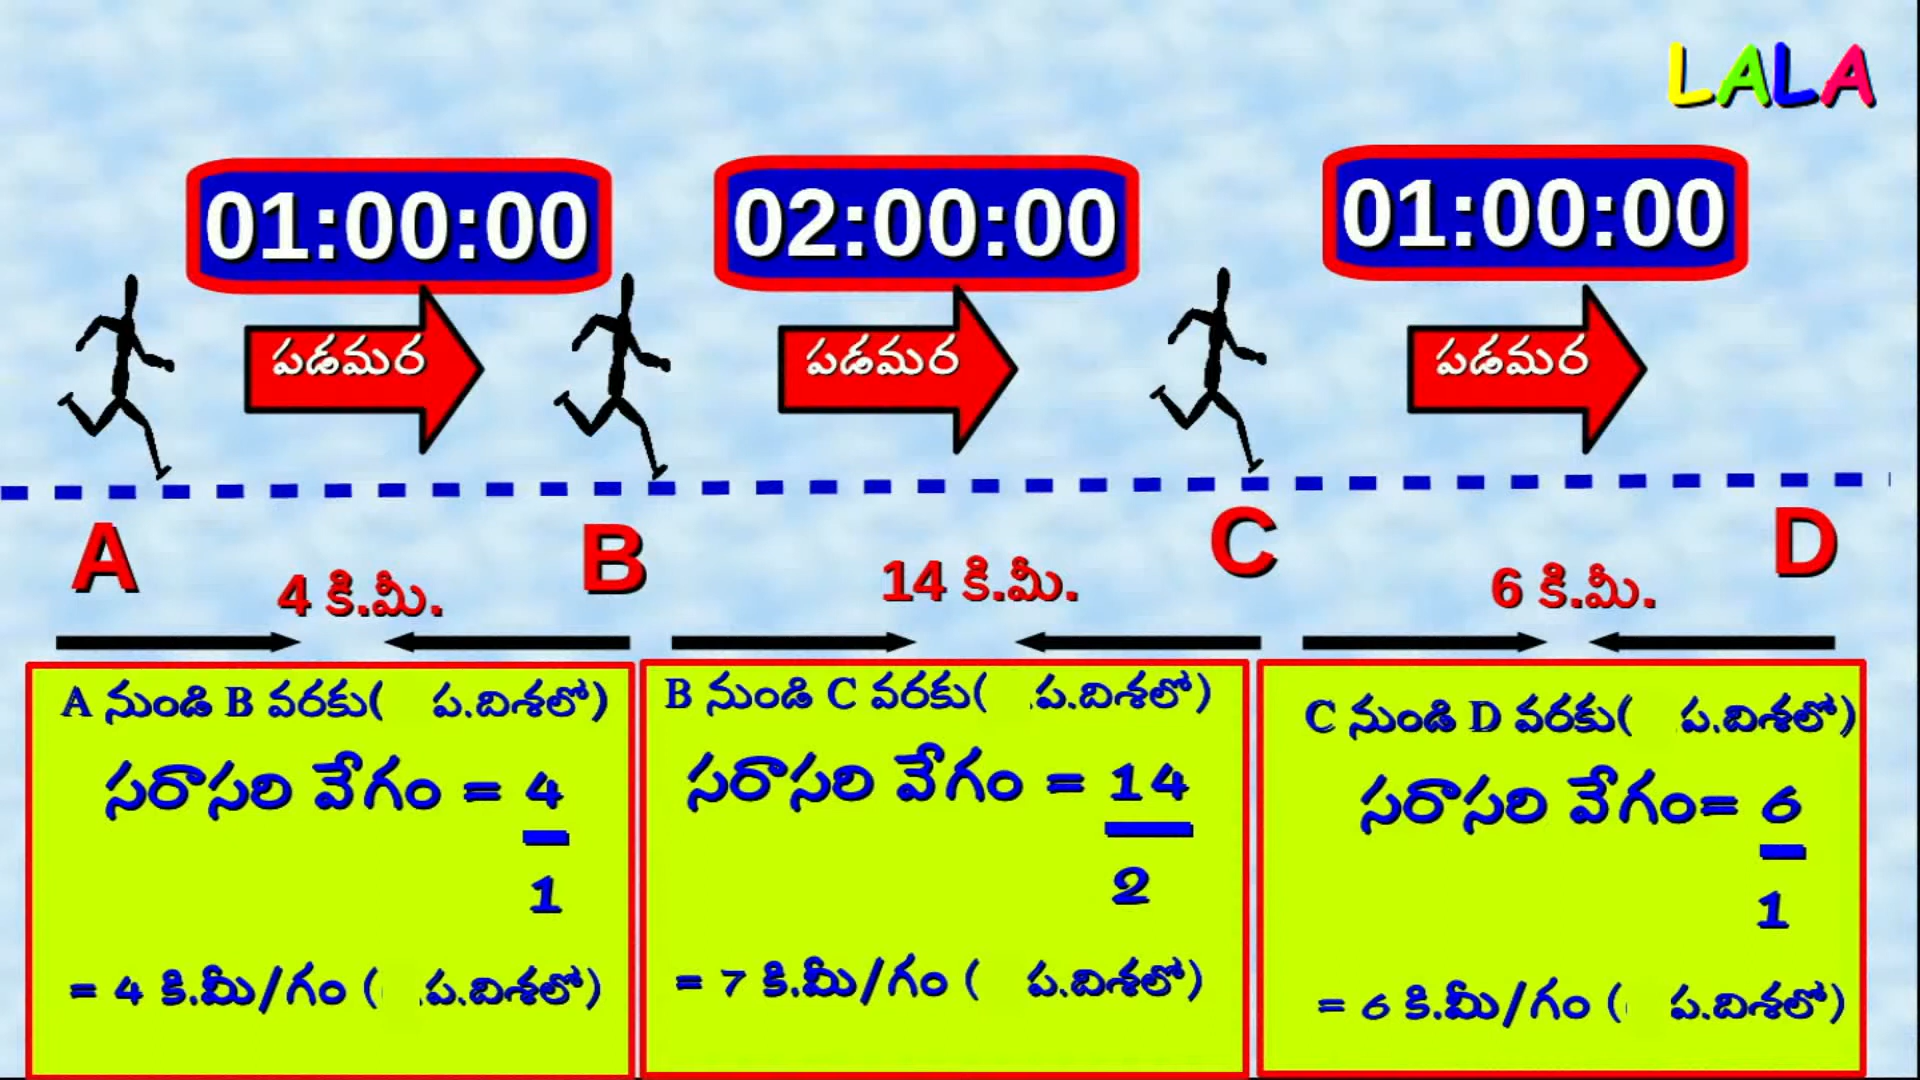 LALA
01:00:00
02:00:00
01:00:00
పడమర
పడమర
పడమర
A
B
C
D
4 కి.మీ.
14 కి.మీ.
6 కి.మీ.
A నుండి B వరకు( ప.దిశలో)
సరాసరి వేగం = 4
1
= 4 కి.మీ/గం ( ప.దిశలో)
B నుండి C వరకు( ప.దిశలో)
సరాసరి వేగం = 14
2
= 7 కి.మీ/గం ( ప.దిశలో)
C నుండి D వరకు( ప.దిశలో)
సరాసరి వేగం= 6
1
= 6 కి.మీ/గం ( ప.దిశలో)